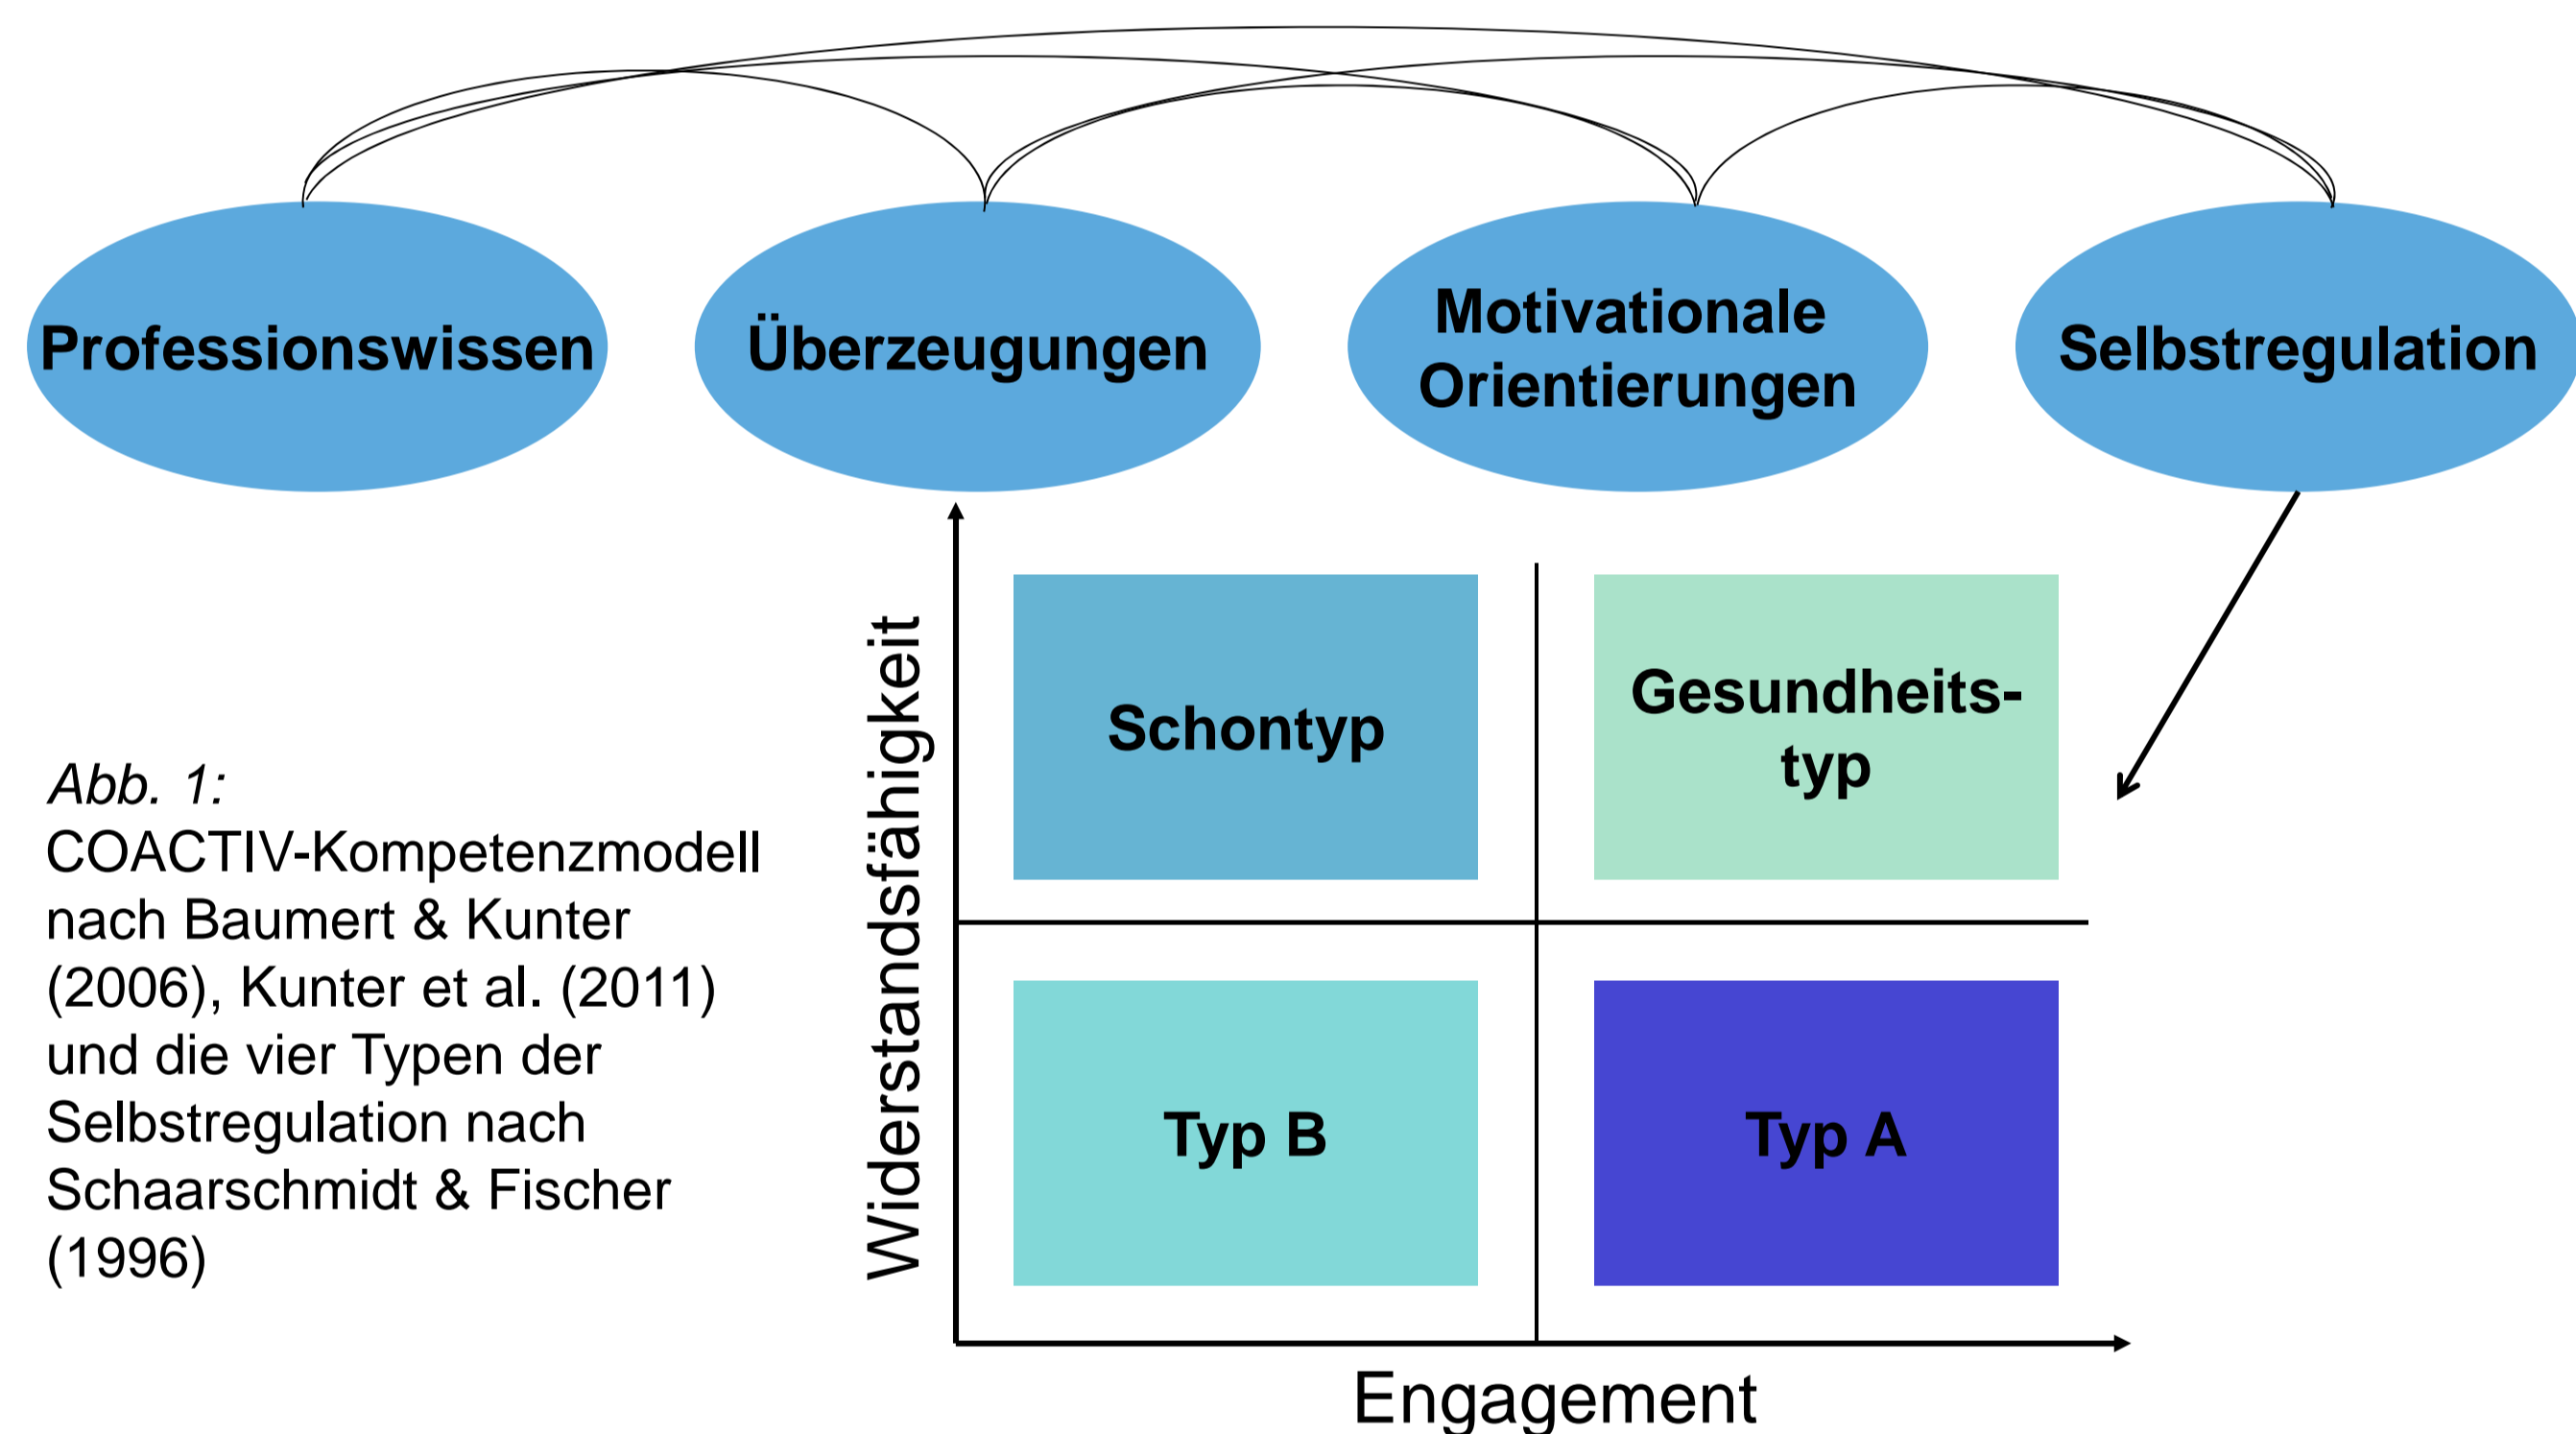 Professionswissen
Überzeugungen
Motivationale
Orientierungen
Selbstregulation
Widerstandsfähigkeit
Schontyp
Gesundheits-
typ
Typ B
Typ A
Engagement
Abb. 1:
COACTIV-Kompetenzmodell
nach Baumert & Kunter
(2006), Kunter et al. (2011)
und die vier Typen der
Selbstregulation nach
Schaarschmidt & Fischer
(1996)